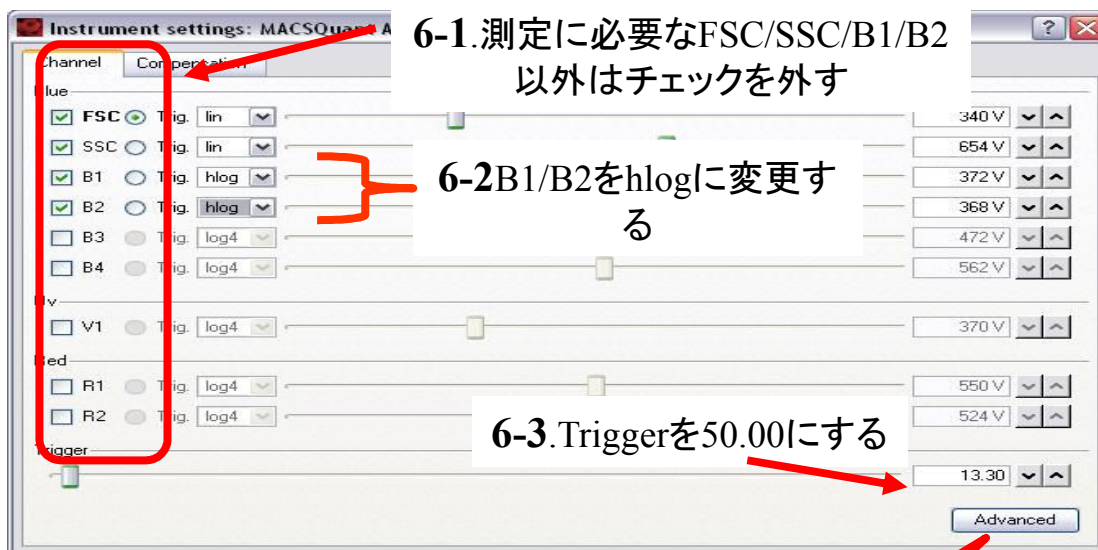 Instrument settings: MACSQuant A
6-1.測定に必要なFSC/SSC/B1/B2
以外はチェックを外す
Channel
Compensation
FSC Trig. lin 340 V
SSC Trig. lin 654 V
B1 Trig. hlog 372 V
6-2B1/B2をhlogに変更す
る
B2 Trig. hlog 368 V
B3 Trig. log4 472 V
B4 Trig. log4 562 V
V1 Trig. log4 370 V
R1 Trig. log4 550 V
R2 Trig. log4 524 V
6-3.Triggerを50.00にする
Trigger
13.30
Advanced